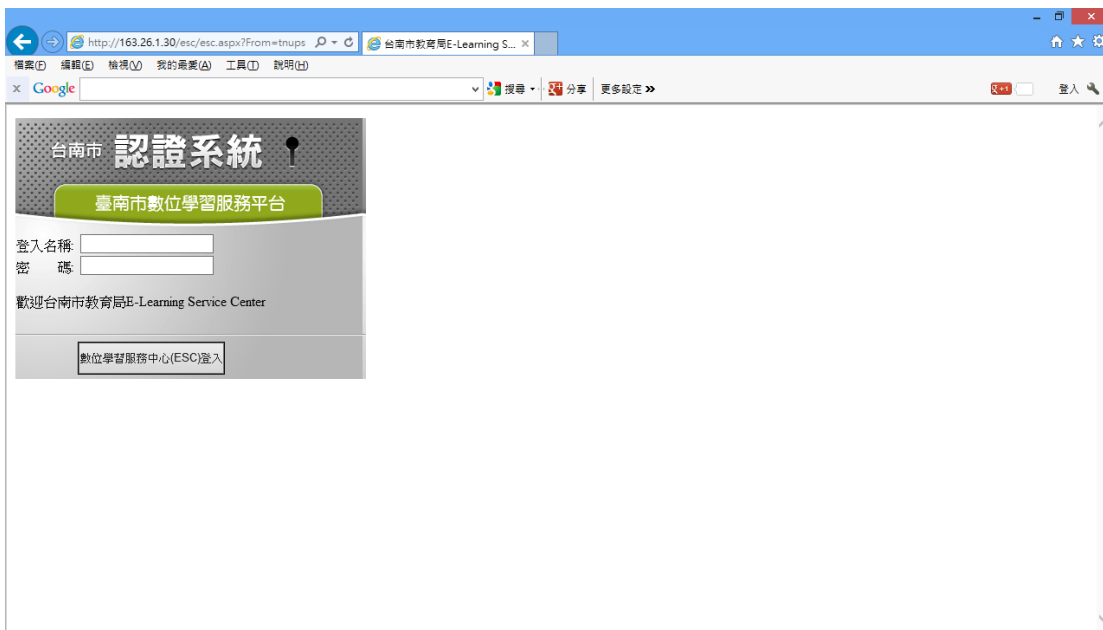 http://163.26.1.30/esc/esc.aspx?From=tnups
台南市教育局E-Learning S...
檔案(F) 編輯(E) 檢視(V) 我的最愛(A) 工具(T) 說明(H)
x Google 搜尋 分享 更多設定 » +1 登入
台南市 認證系統
臺南市數位學習服務平台
登入名稱:
密 碼:
歡迎台南市教育局E-Learning Service Center
數位學習服務中心(ESC)登入